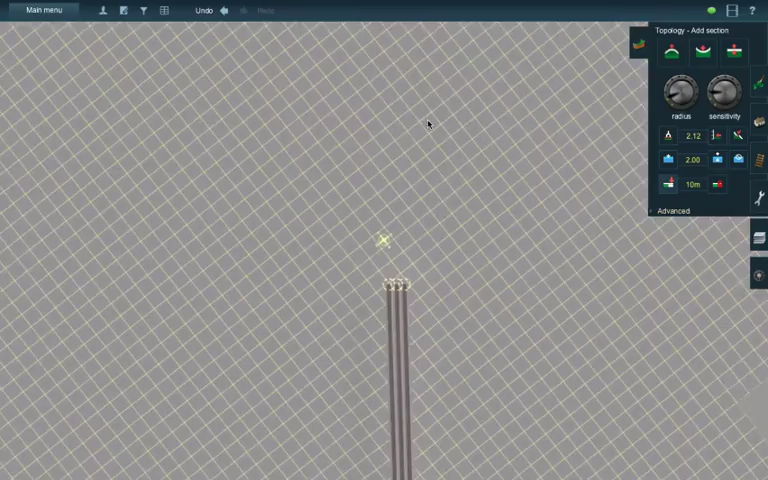 Main menu
Undo
Redo
?
Topology - Add section
radius sensitivity
2.12
2.00
10m
Advanced